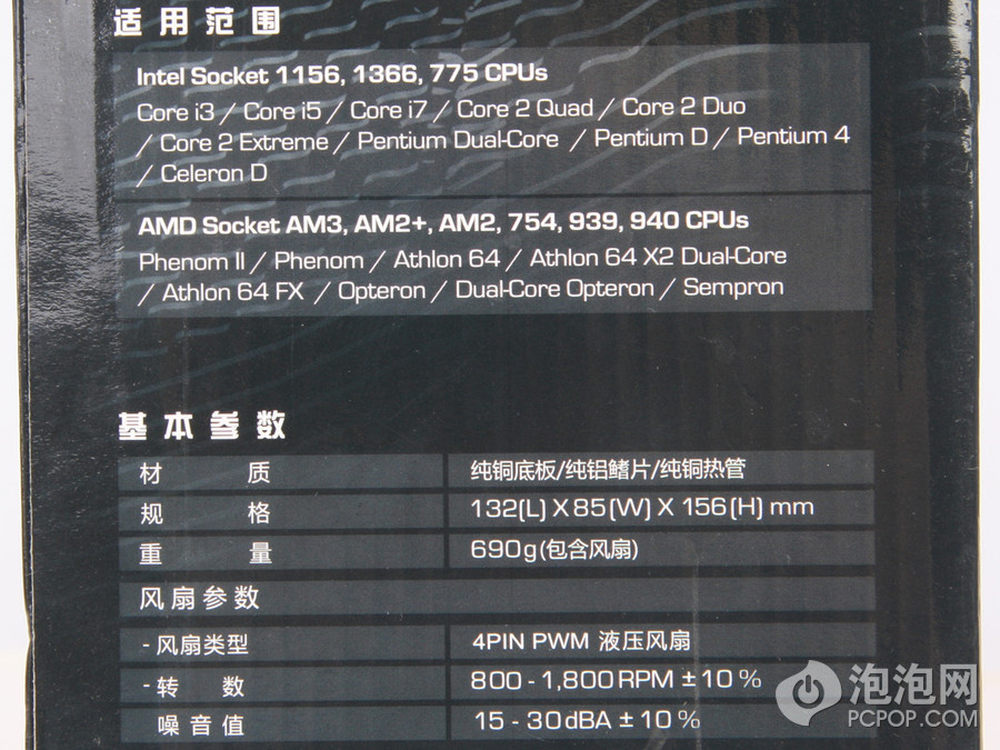 适用范围
Intel Socket 1156, 1366, 775 CPUs
Core i3 / Core i5 / Core i7 / Core 2 Quad / Core 2 Duo
/ Core 2 Extreme / Pentium Dual-Core / Pentium D / Pentium 4
/ Celeron D
AMD Socket AM3, AM2+, AM2, 754, 939, 940 CPUs
Phenom II / Phenom / Athlon 64 / Athlon 64 X2 Dual-Core
/ Athlon 64 FX / Opteron / Dual-Core Opteron / Sempron
基本参数
材 质 纯铜底板/纯铝鳍片/纯铜热管
规 格 132(L) X 85(W) X 156(H) mm
重 量 690g(包含风扇)
风扇参数
- 风扇类型 4PIN PWM 液压风扇
- 转 数 800 - 1,800 RPM ± 10 %
噪音值 15 - 30dBA ± 10 %
泡泡网
PCPOP.COM